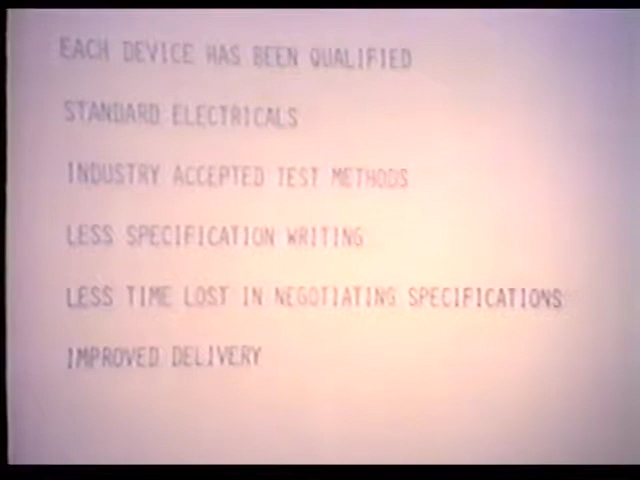 EACH DEVICE HAS BEEN QUALIFIED
STANDARD ELECTRICALS
INDUSTRY ACCEPTED TEST METHODS
LESS SPECIFICATION WRITING
LESS TIME LOST IN NEGOTIATING SPECIFICATIONS
IMPROVED DELIVERY